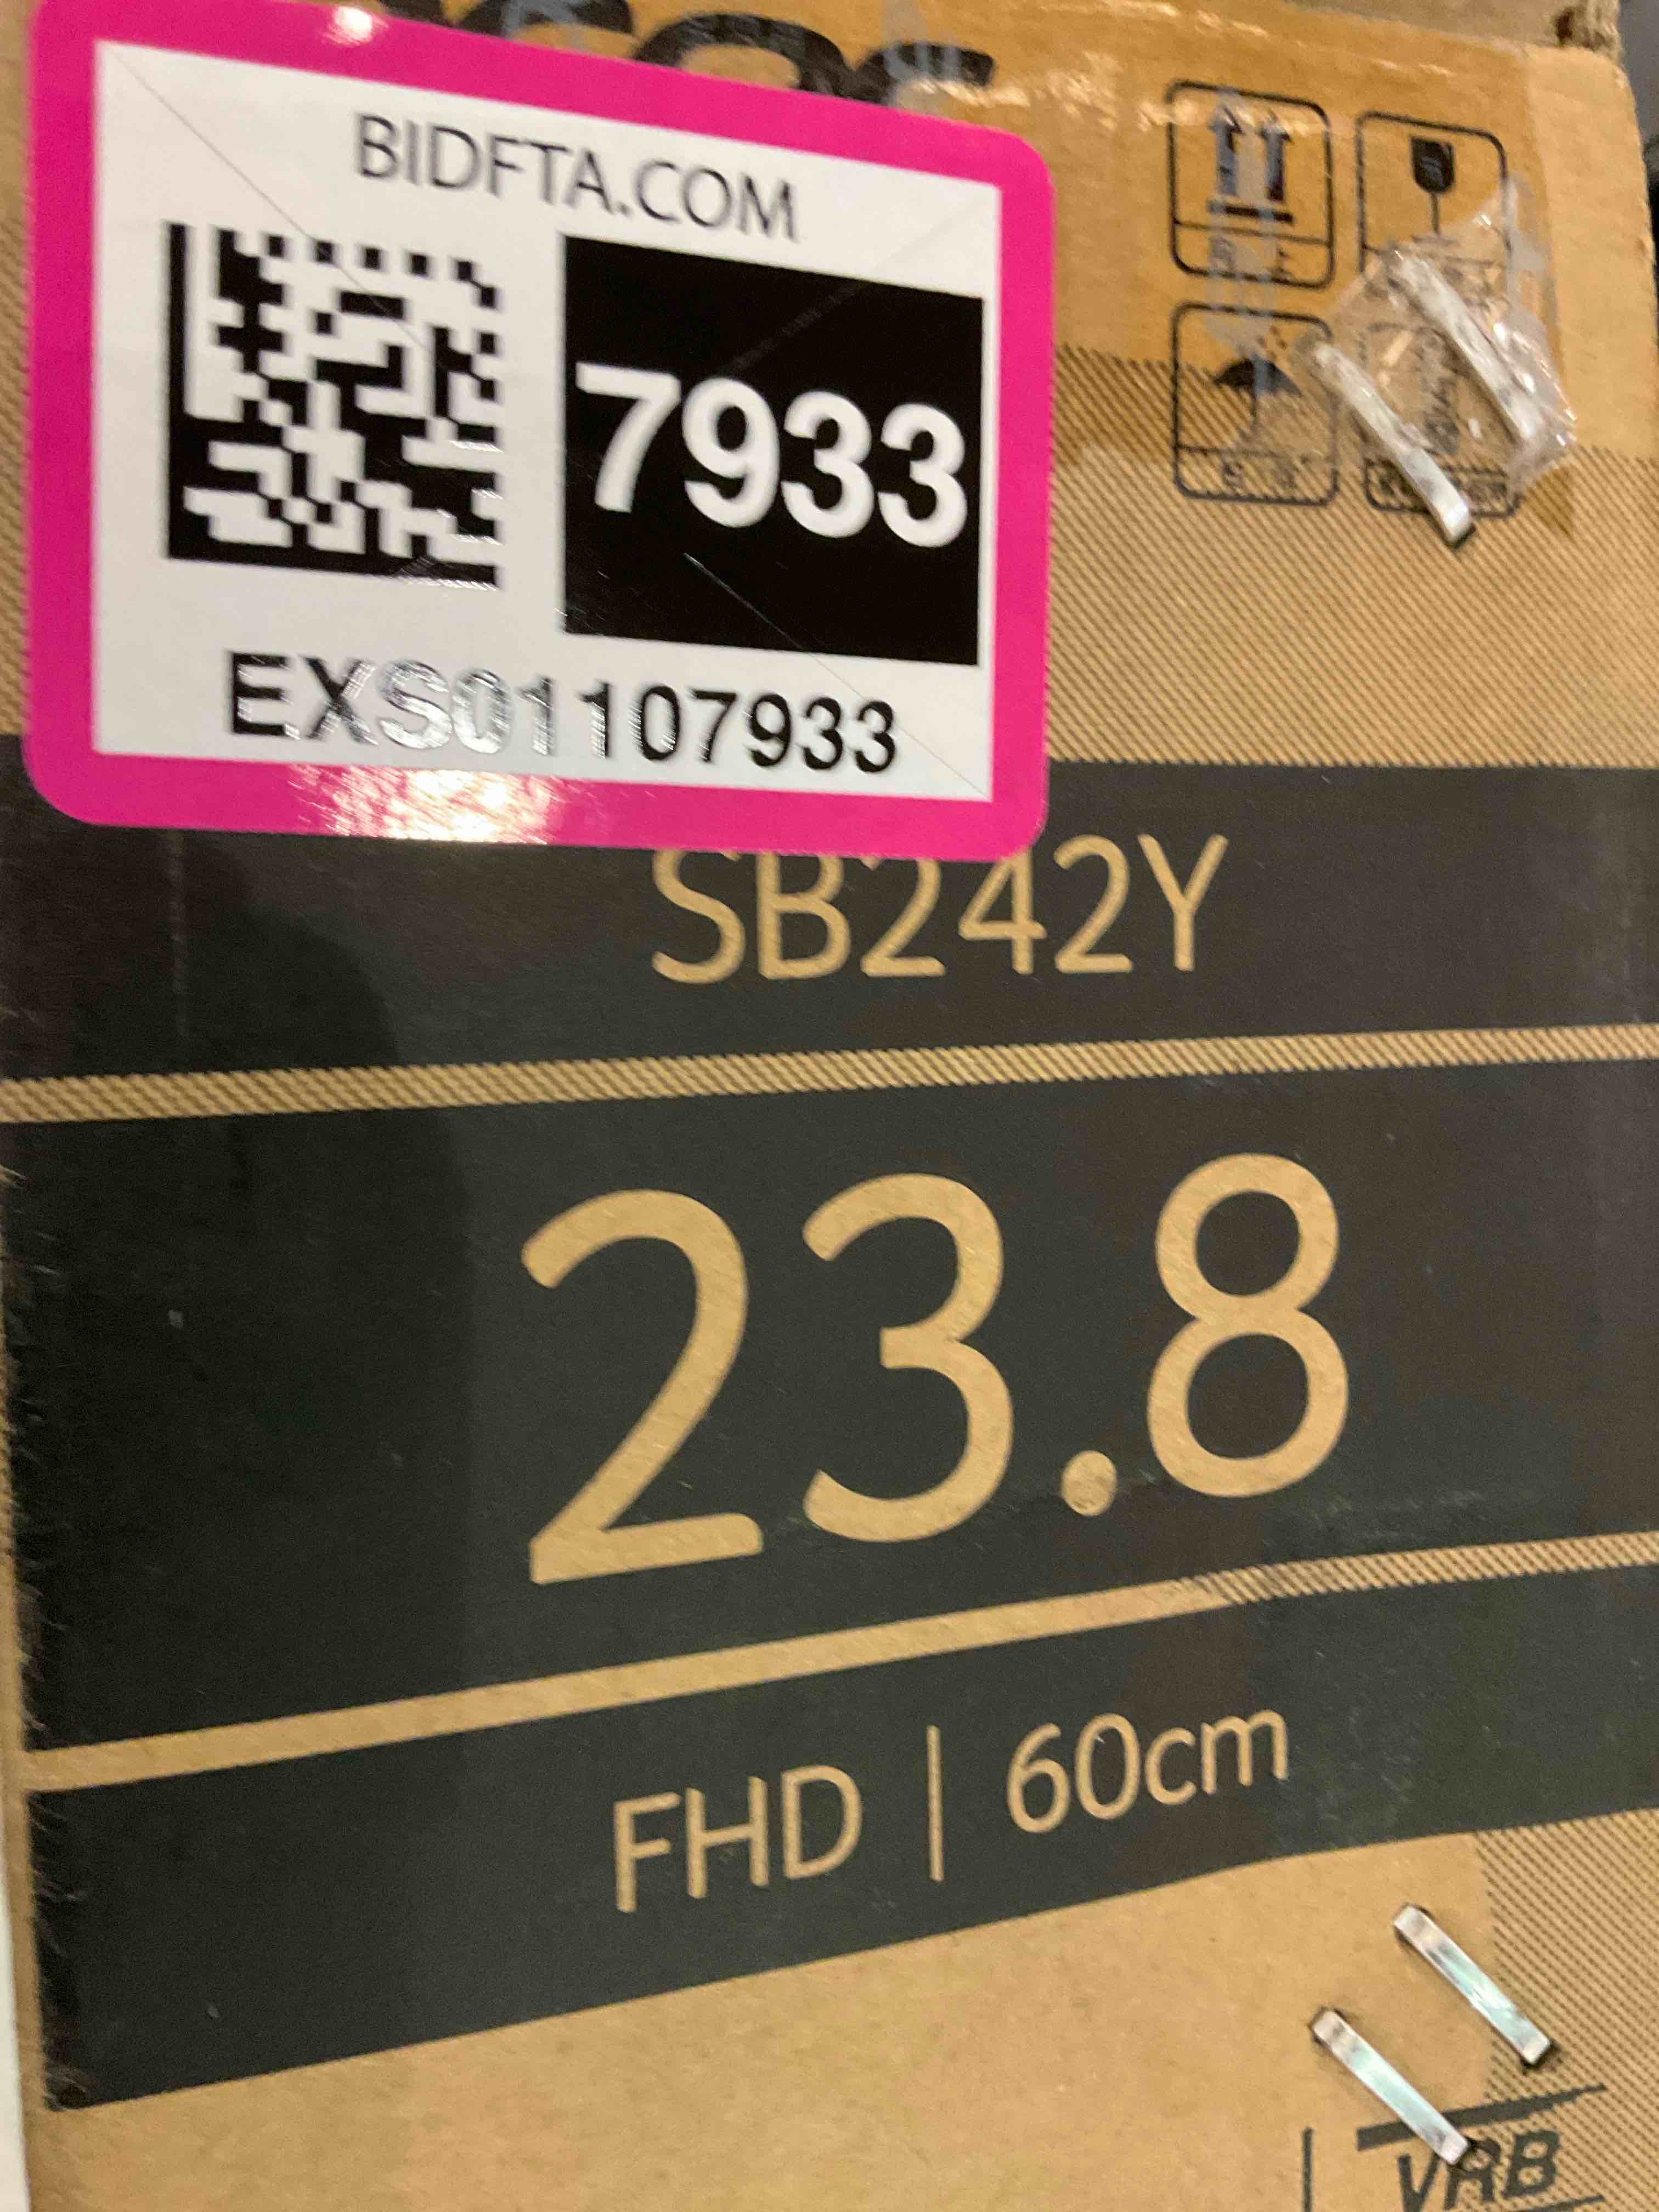 BIDFTA.COM
7933
EXS01107933
SB242Y
23.8
FHD | 60cm
VRB